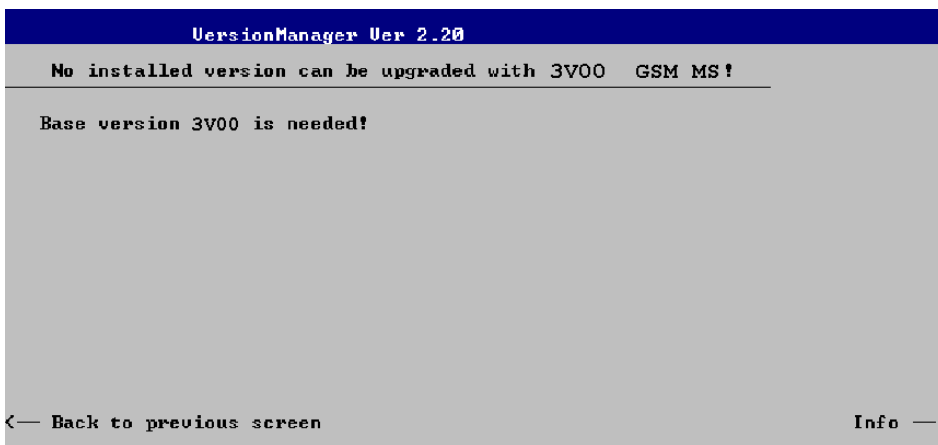 VersionManager Ver 2.20
No installed version can be upgraded with 3V00 GSM MS!
Base version 3V00 is needed!
<— Back to previous screen Info —